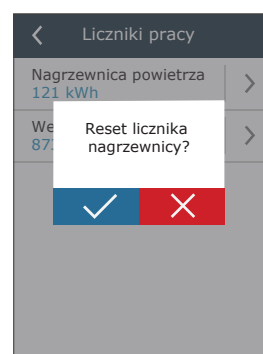 Liczniki pracy
Nagrzewnica powietrza
121 kWh
Reset licznika
nagrzewnicy?